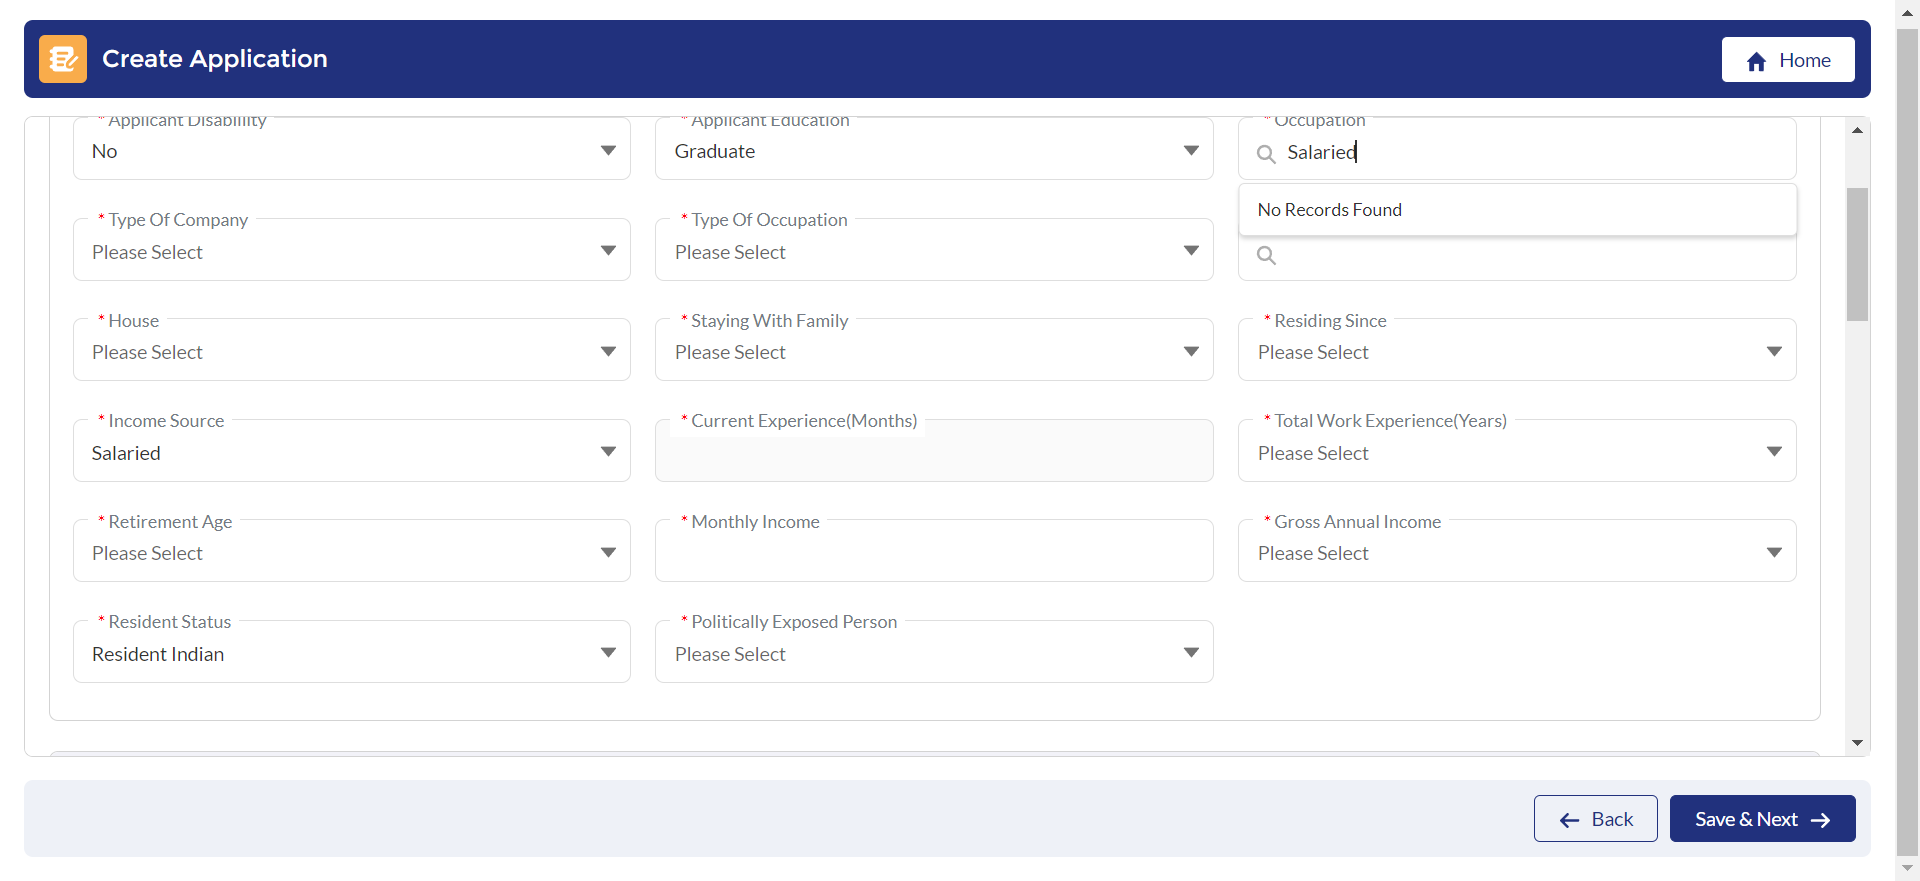 Create Application
Home
* Applicant Disability
No
* Applicant Education
Graduate
* Occupation
Salaried
No Records Found
* Type Of Company
Please Select
* Type Of Occupation
Please Select
* House
Please Select
* Staying With Family
Please Select
* Residing Since
Please Select
* Income Source
Salaried
* Current Experience(Months)
* Total Work Experience(Years)
Please Select
* Retirement Age
Please Select
* Monthly Income
* Gross Annual Income
Please Select
* Resident Status
Resident Indian
* Politically Exposed Person
Please Select
Back
Save & Next